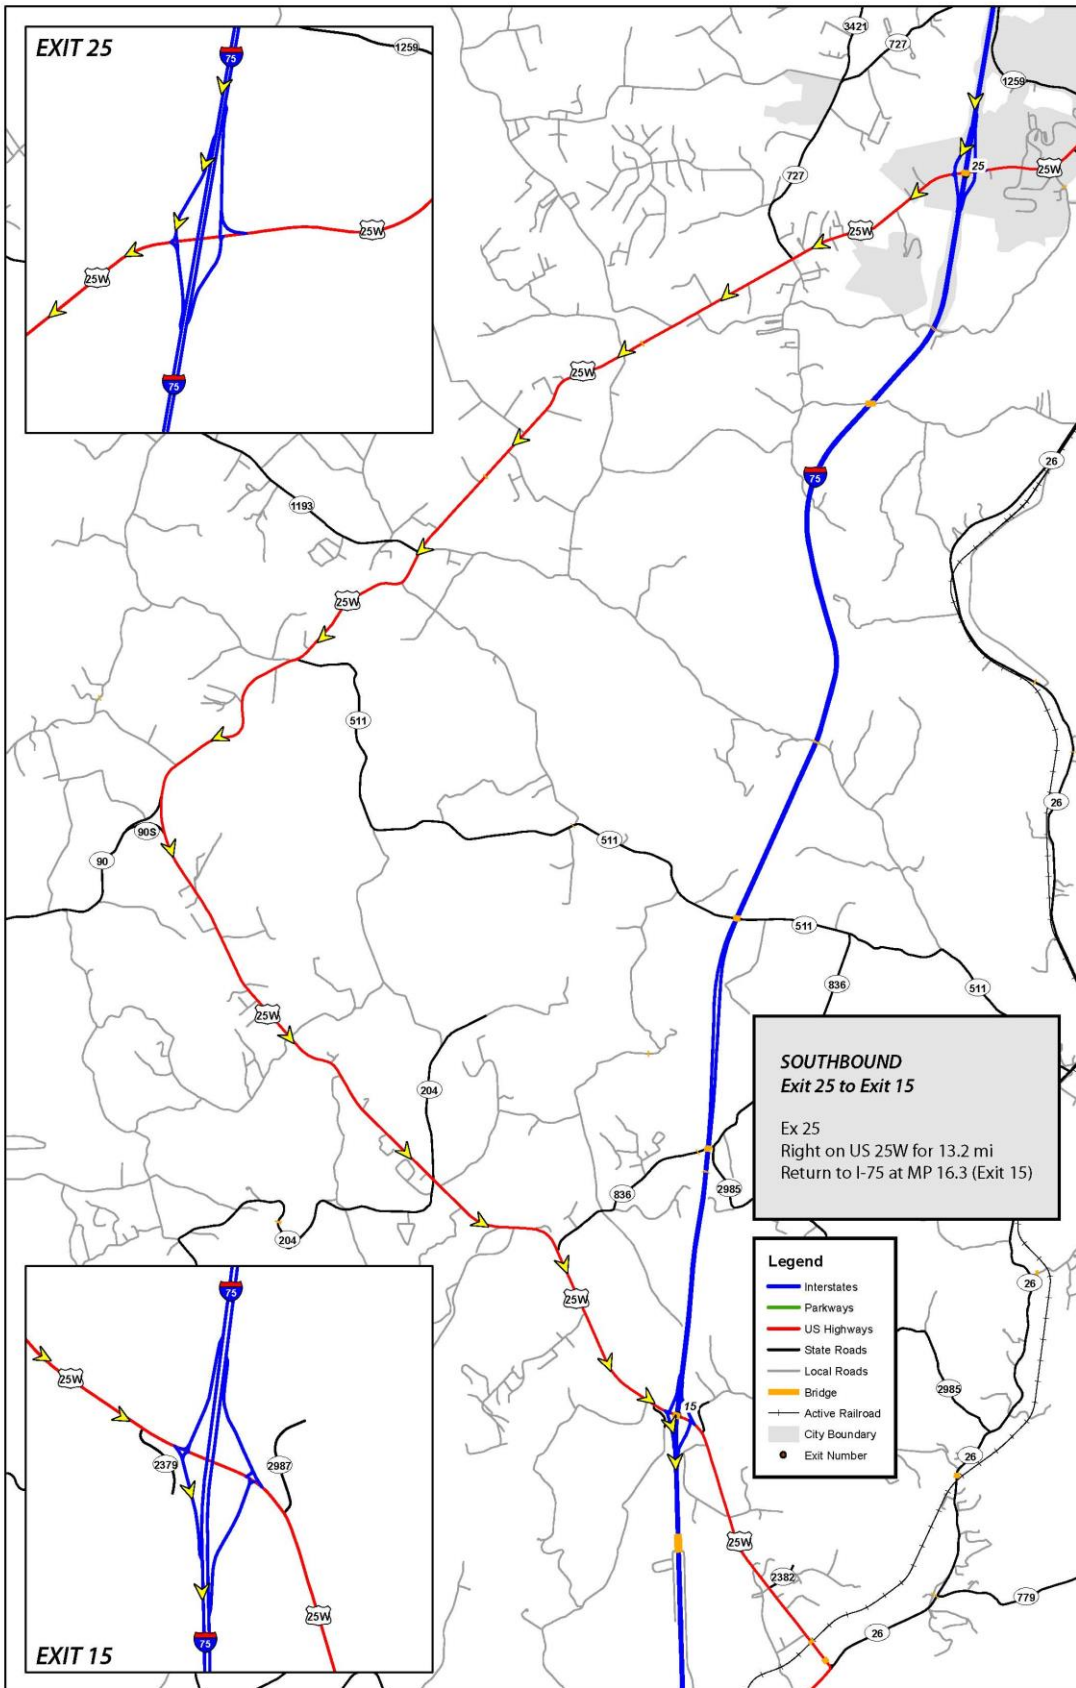 EXIT 25
75
1259
25W
25W
75
3421
727
1259
727
25
25W
25W
25W
75
26
1193
25W
511
90S
90
511
26
511
836
511
25W
204
SOUTHBOUND
Exit 25 to Exit 15
Ex 25
Right on US 25W for 13.2 mi
Return to I-75 at MP 16.3 (Exit 15)
836
2985
204
25W
26
Legend
Interstates
Parkways
US Highways
State Roads
Local Roads
Bridge
Active Railroad
City Boundary
Exit Number
75
25W
2379
2987
25W
75
EXIT 15
15
2985
26
25W
2382
779
26